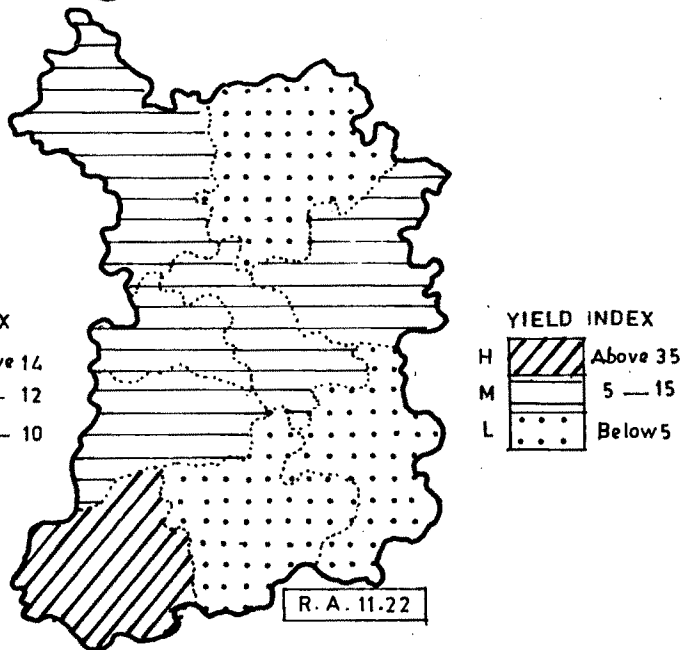 X
ve 14
- 12
- 10
YIELD INDEX
H Above 35
M 5 — 15
L Below 5
R. A. 11.22